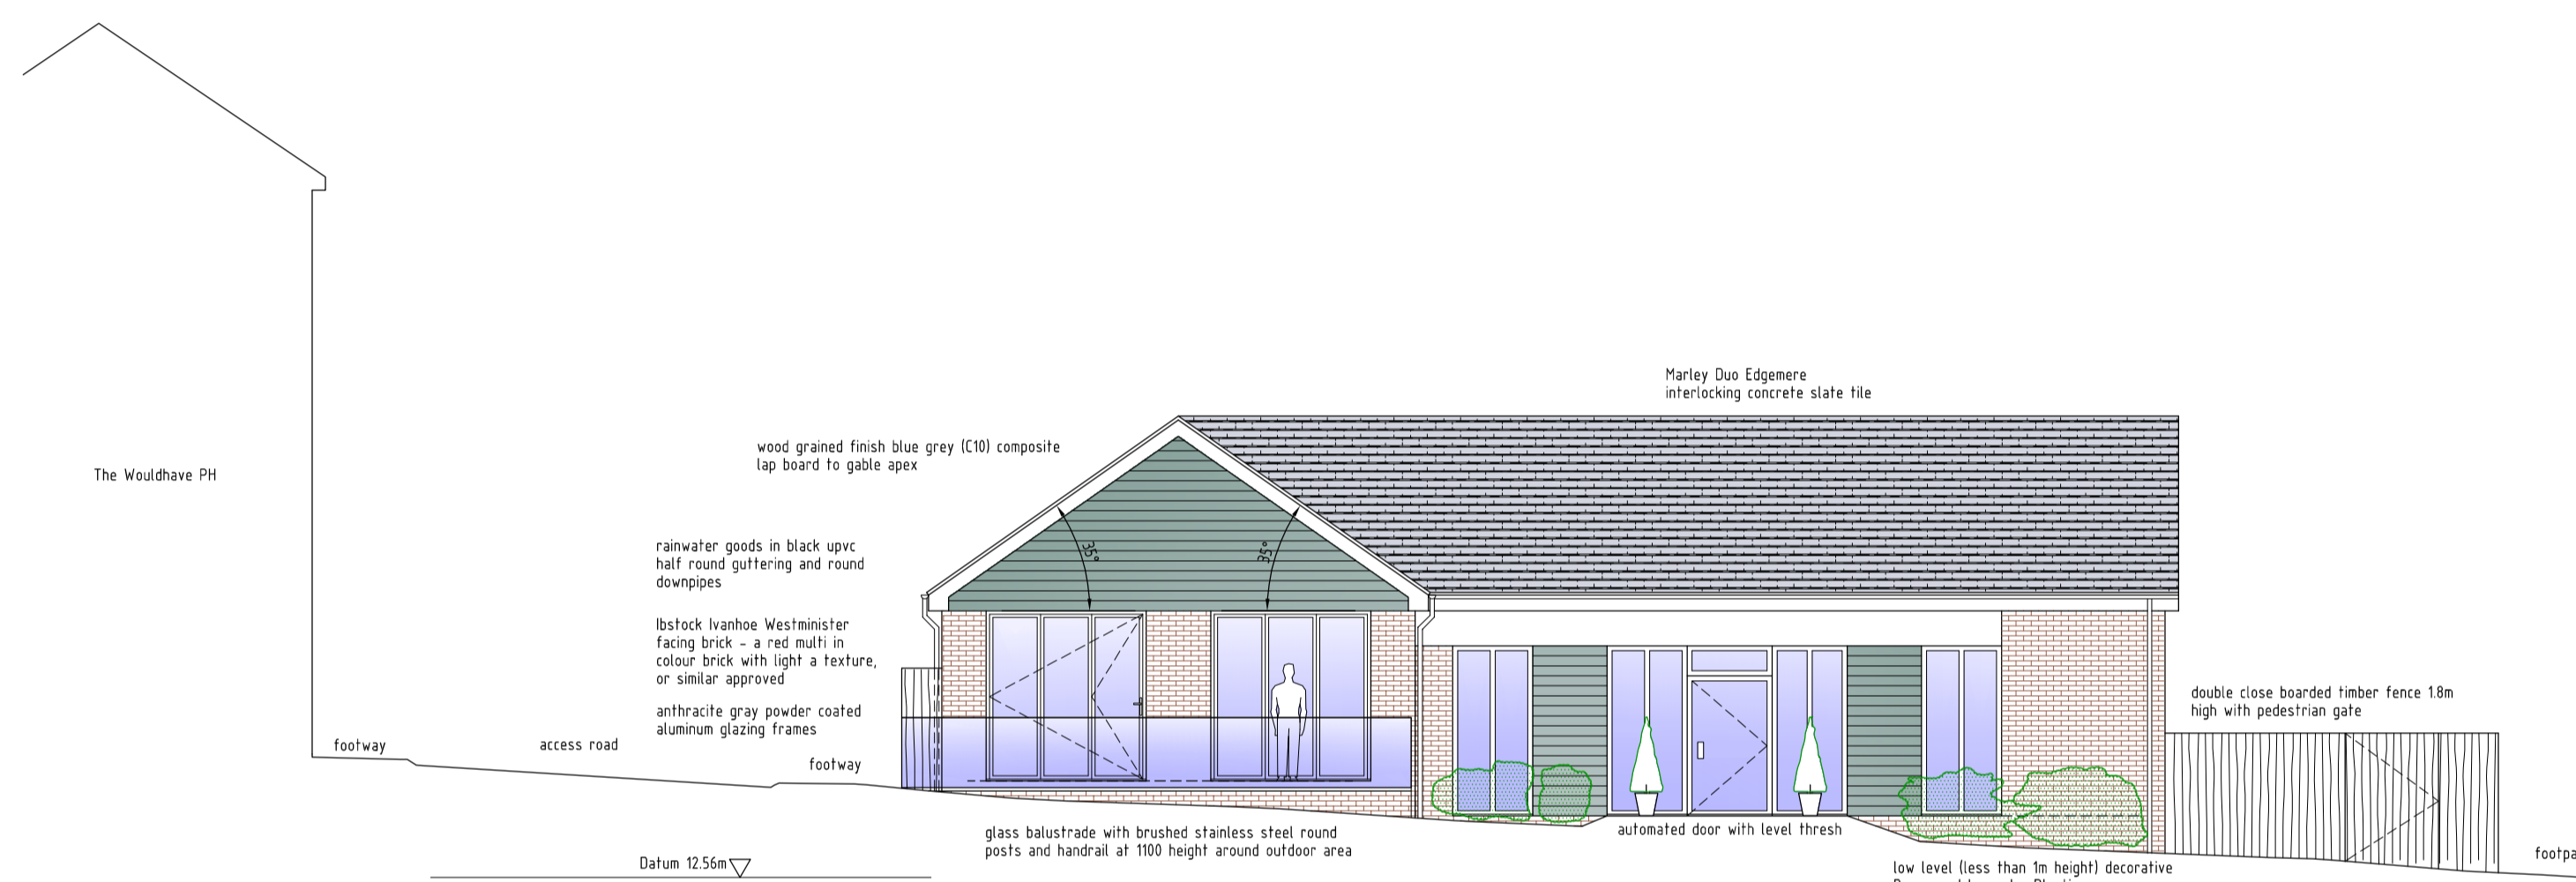 Marley Duo Edgemere
interlocking concrete slate tile
wood grained finish blue grey (C10) composite
lap board to gable apex
The Wouldhave PH
rainwater goods in black upvc
half round guttering and round
downpipes
35°
35°
Ibstock Ivanhoe Westminister
facing brick - a red multi in
colour brick with light a texture,
or similar approved
anthracite gray powder coated
aluminum glazing frames
double close boarded timber fence 1.8m
high with pedestrian gate
footway
access road
footway
glass balustrade with brushed stainless steel round
posts and handrail at 1100 height around outdoor area
automated door with level thresh
Datum 12.56m
low level (less than 1m height) decorative
footpa